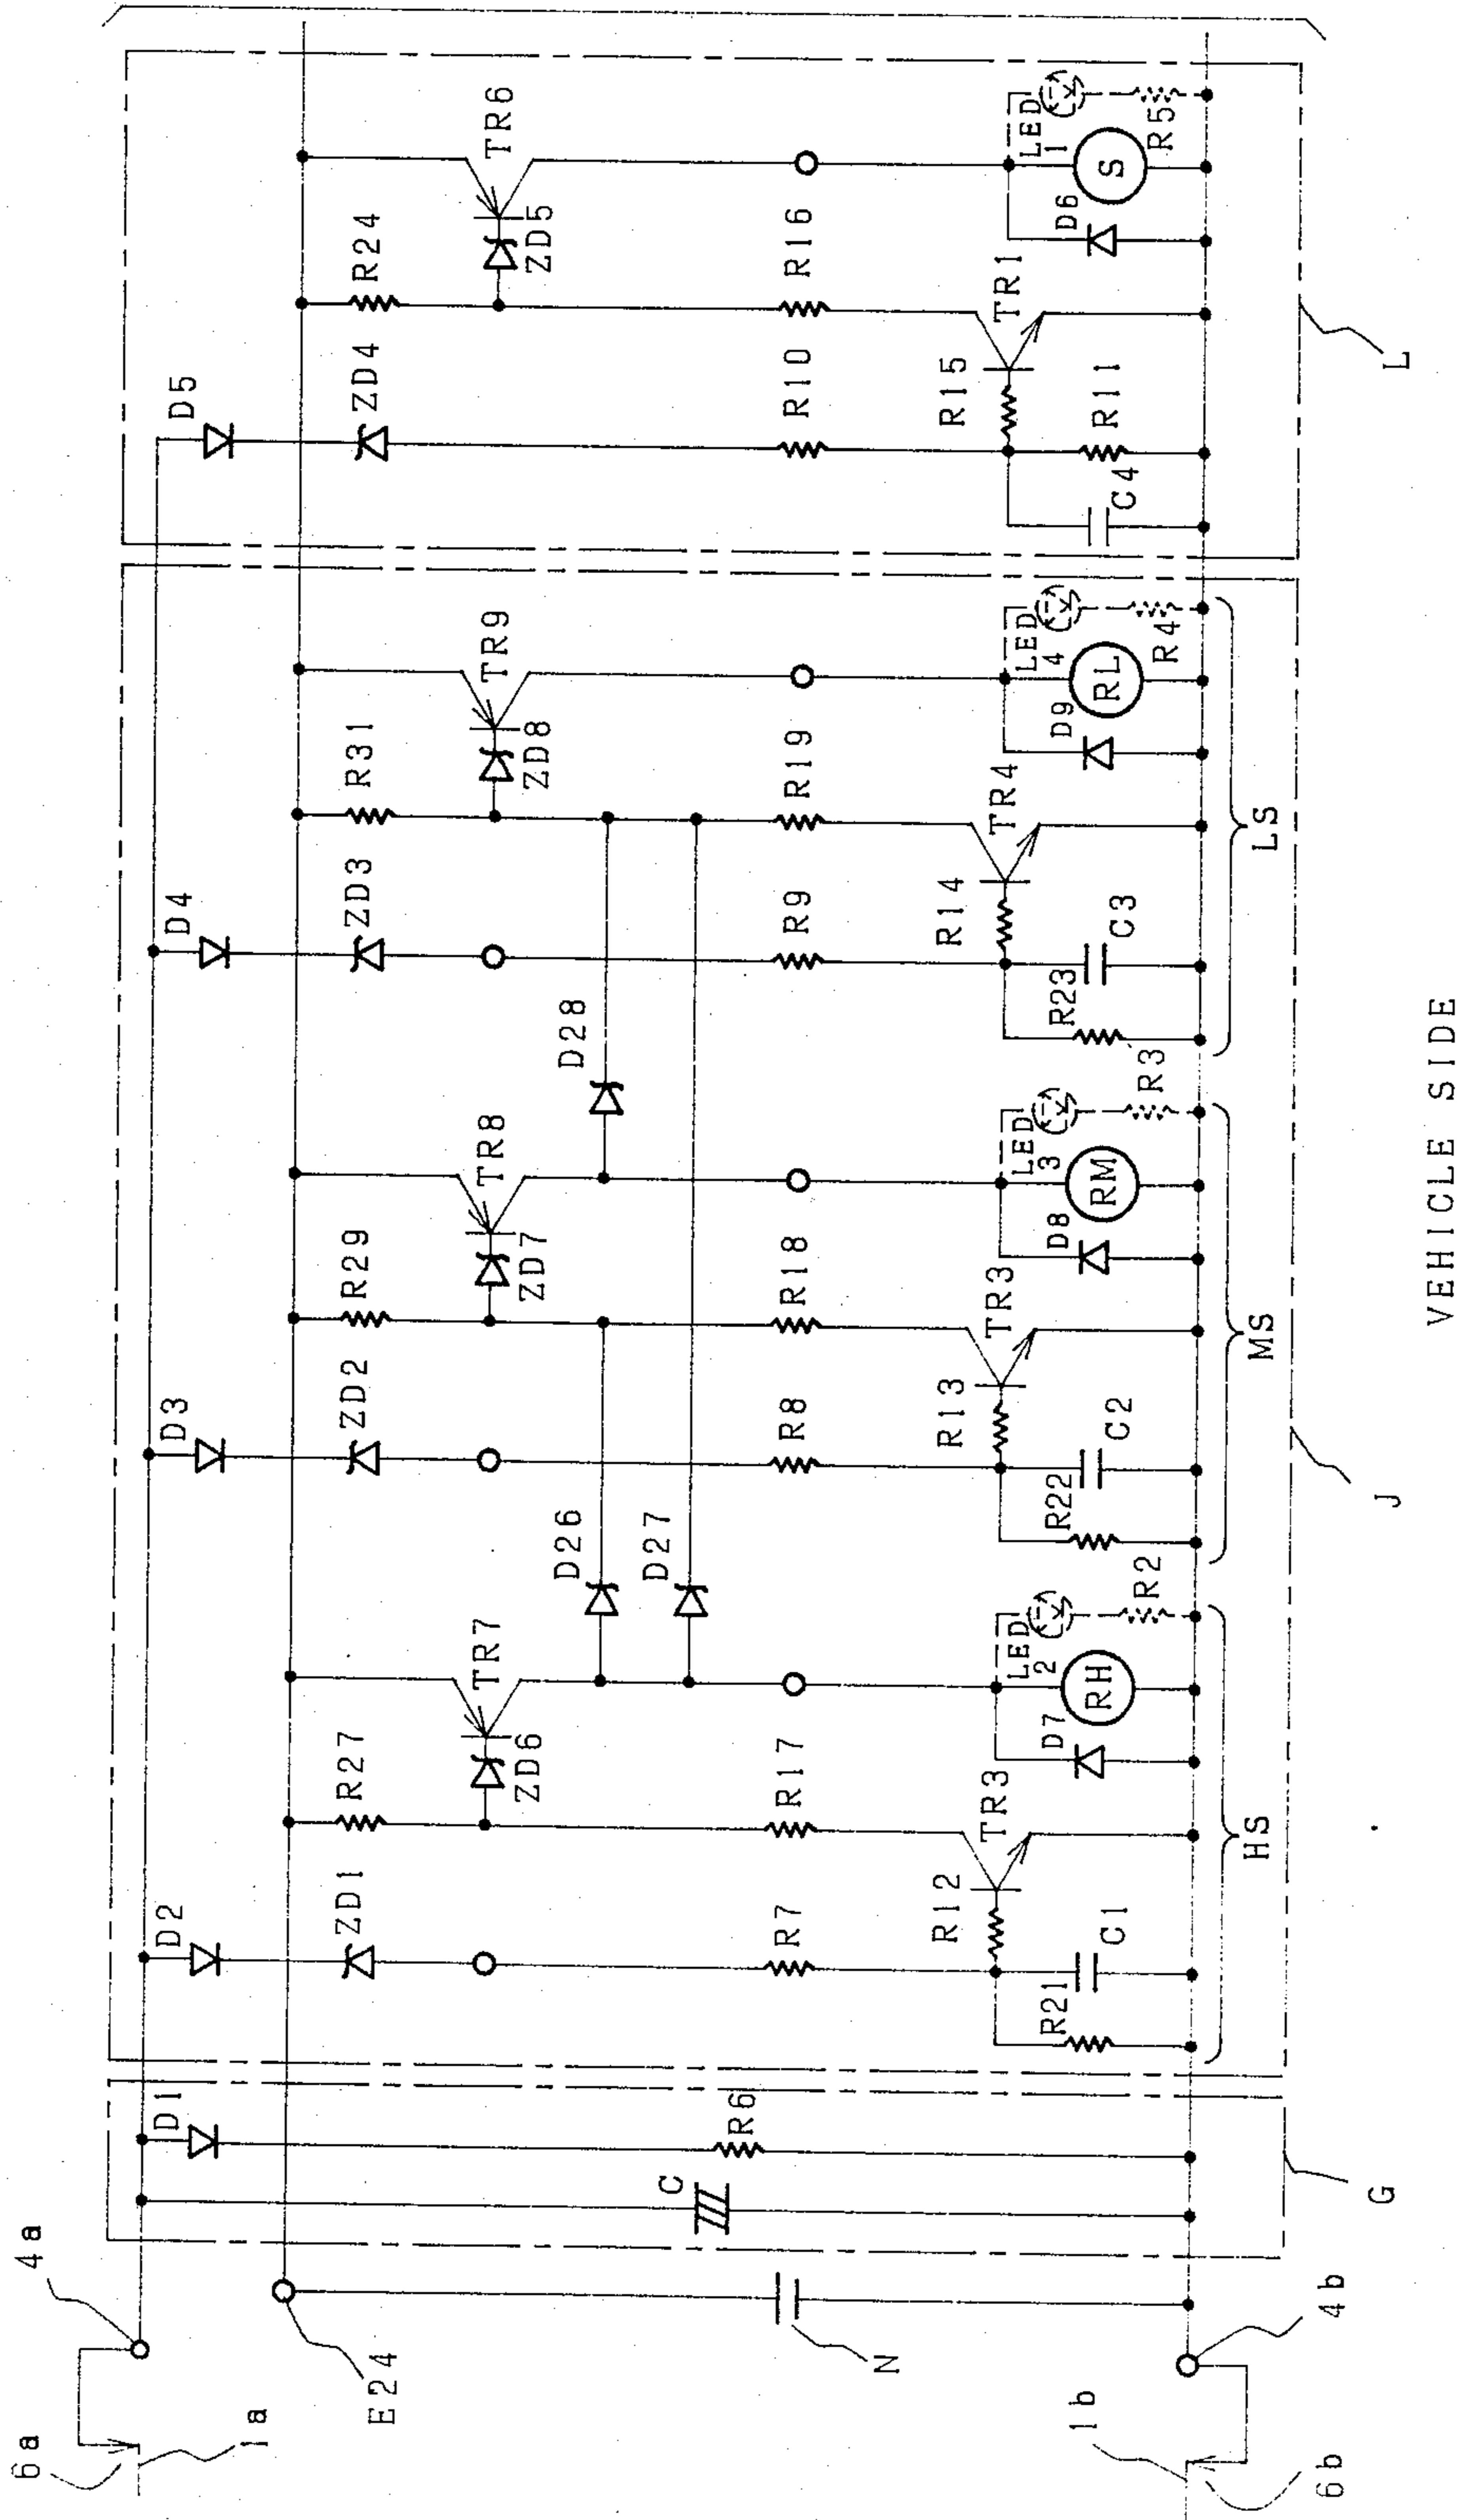 6a
4a
1a
E24
N
1b
4b
6b
G
D1
C
R6
D2
ZD1
R7
R21
R12
C1
R27
TR7
ZD6
R17
TR3
D7
RH
LED
2
R2
HS
D26
D27
D3
ZD2
R8
R22
R13
C2
R29
TR8
ZD7
R18
TR3
D8
RM
LED
3
R3
MS
J
D28
D4
ZD3
R9
R23
R14
C3
R31
TR9
ZD8
R19
TR4
D9
RL
LED
4
R4
LS
D5
ZD4
R10
R15
R11
C4
R24
TR6
ZD5
R16
TR1
D6
S
LED
1
R5
L
VEHICLE SIDE